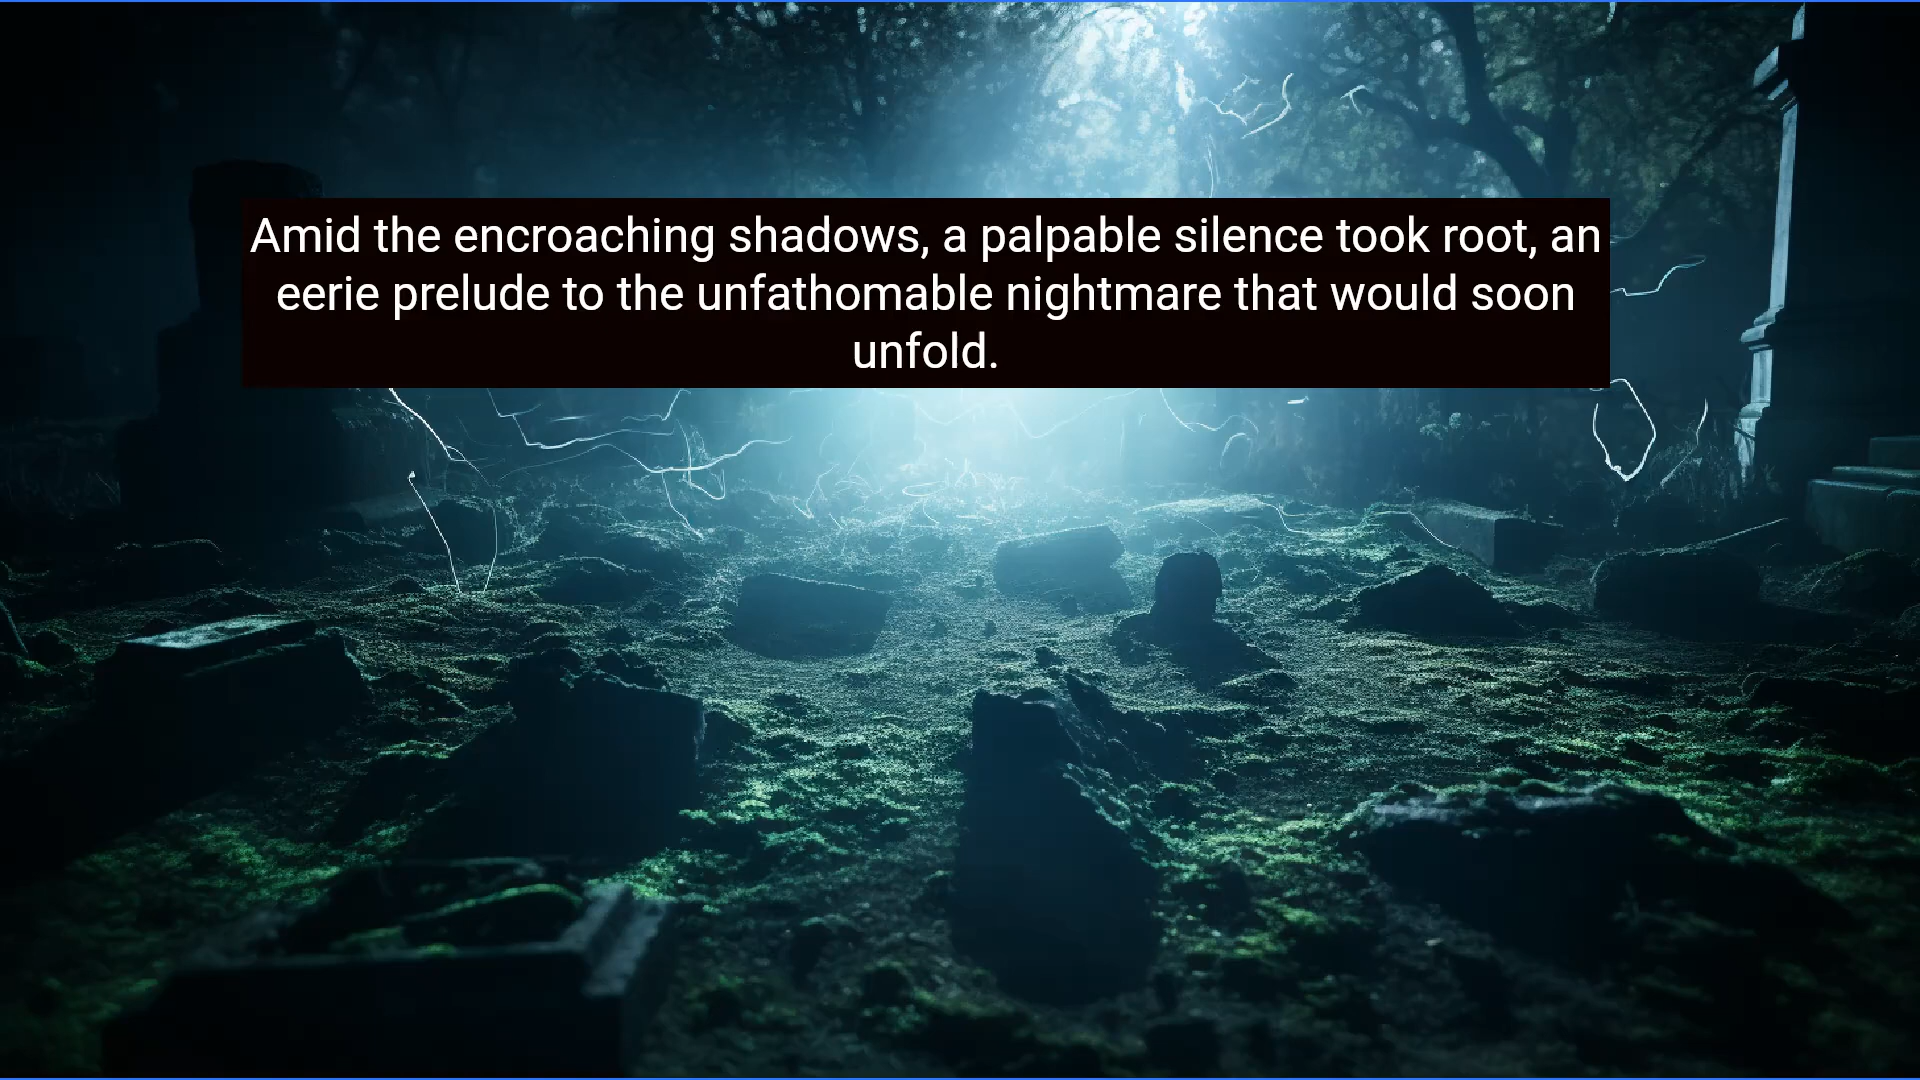 Amid the encroaching shadows, a palpable silence took root, an
eerie prelude to the unfathomable nightmare that would soon
unfold.